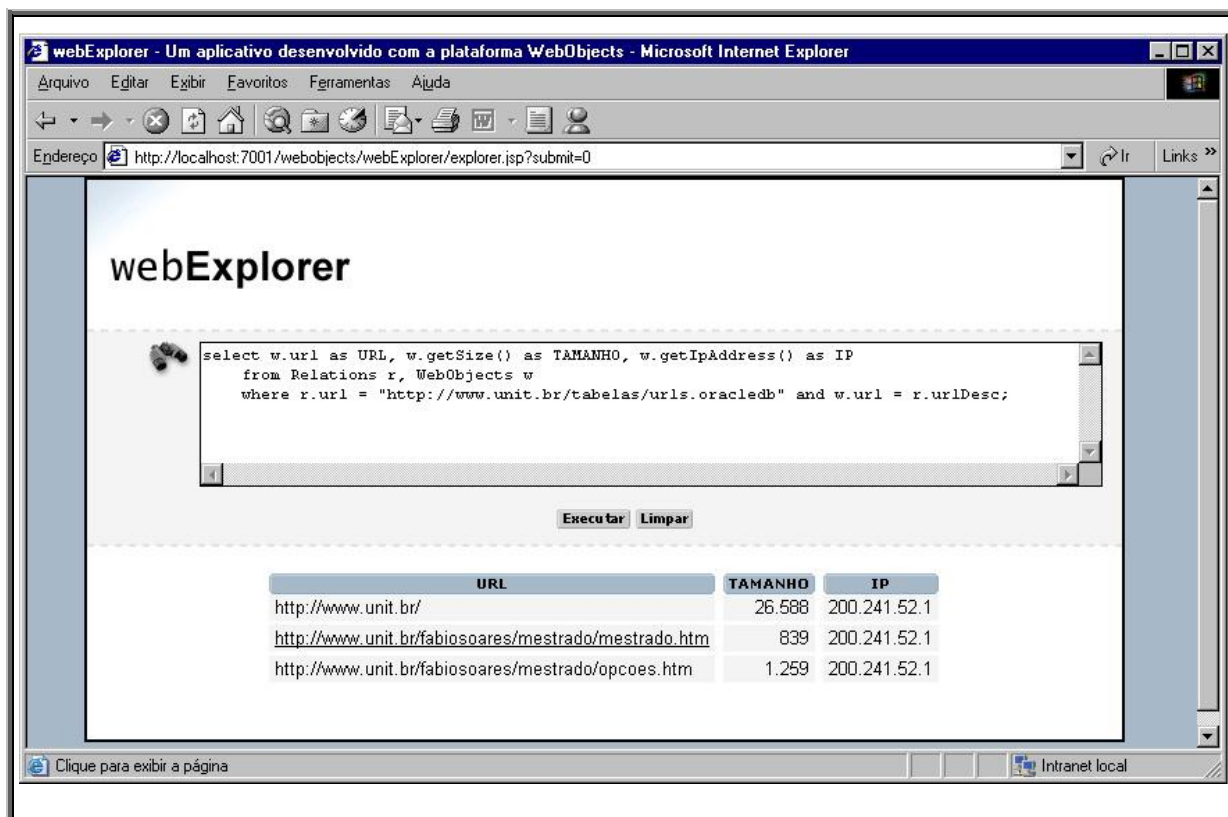 webExplorer - Um aplicativo desenvolvido com a plataforma WebObjects - Microsoft Internet Explorer
Arquivo Editar Exibir Favoritos Ferramentas Ajuda
Endereço http://localhost:7001/webobjects/webExplorer/explorer.jsp?submit=0 Ir Links »
webExplorer
select w.url as URL, w.getSize() as TAMANHO, w.getIpAddress() as IP
from Relations r, WebObjects w
where r.url = "http://www.unit.br/tabelas/urls.oracledb" and w.url = r.urlDesc;
Executar Limpar
URL TAMANHO IP
http://www.unit.br/ 26.588 200.241.52.1
http://www.unit.br/fabiosoares/mestrado/mestrado.htm 839 200.241.52.1
http://www.unit.br/fabiosoares/mestrado/opcoes.htm 1.259 200.241.52.1
Clique para exibir a página Intranet local